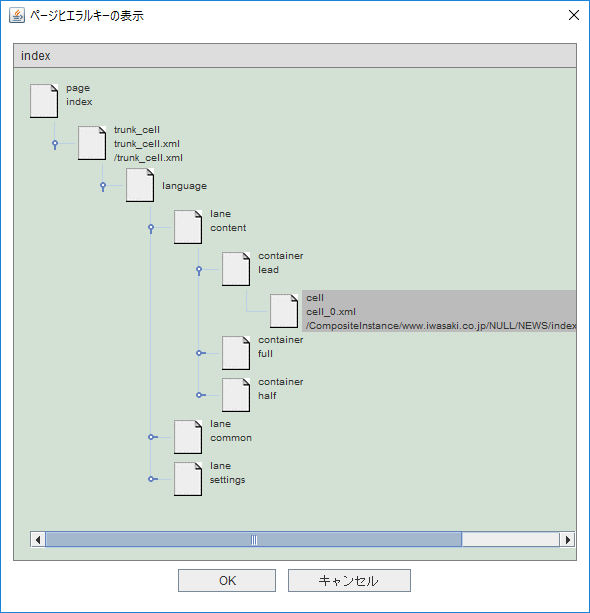 ページヒエラルキーの表示
index
page
index
trunk_cell
trunk_cell.xml
/trunk_cell.xml
language
lane
content
container
lead
cell
cell_0.xml
/CompositeInstance/www.iwasaki.co.jp/NULL/NEWS/index
container
full
container
half
lane
common
lane
settings
OK
キャンセル